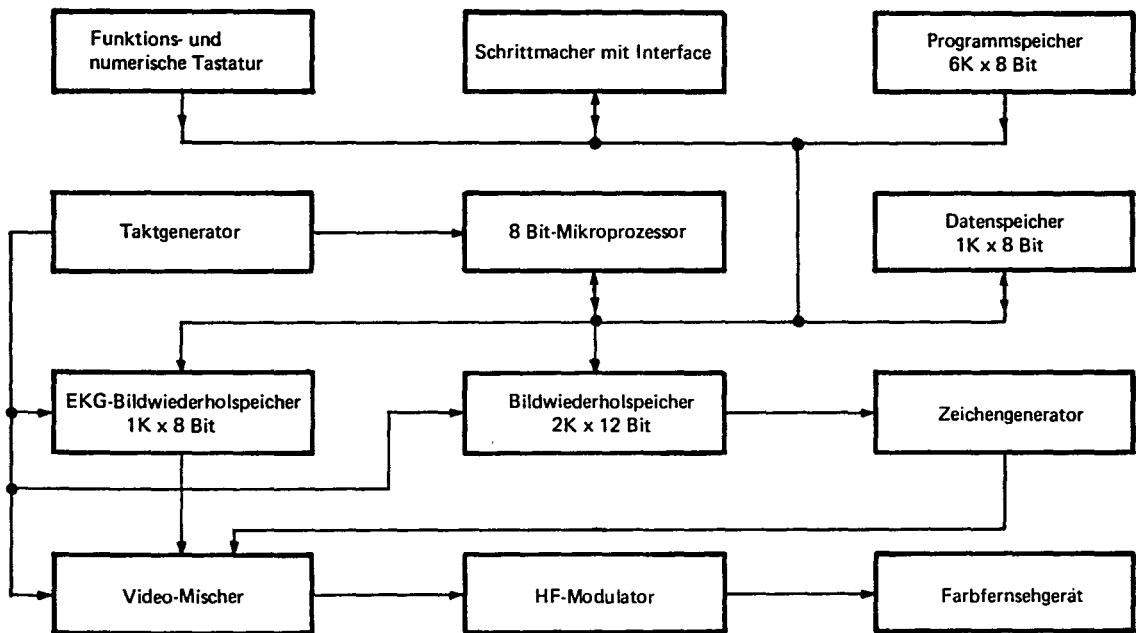 Funktions- und
numerische Tastatur
Schrittmacher mit Interface
Programmspeicher
6K x 8 Bit
Taktgenerator
8 Bit-Mikroprozessor
Datenspeicher
1K x 8 Bit
EKG-Bildwiederholspeicher
1K x 8 Bit
Bildwiederholspeicher
2K x 12 Bit
Zeichengenerator
Video-Mischer
HF-Modulator
Farbfernsehgerät